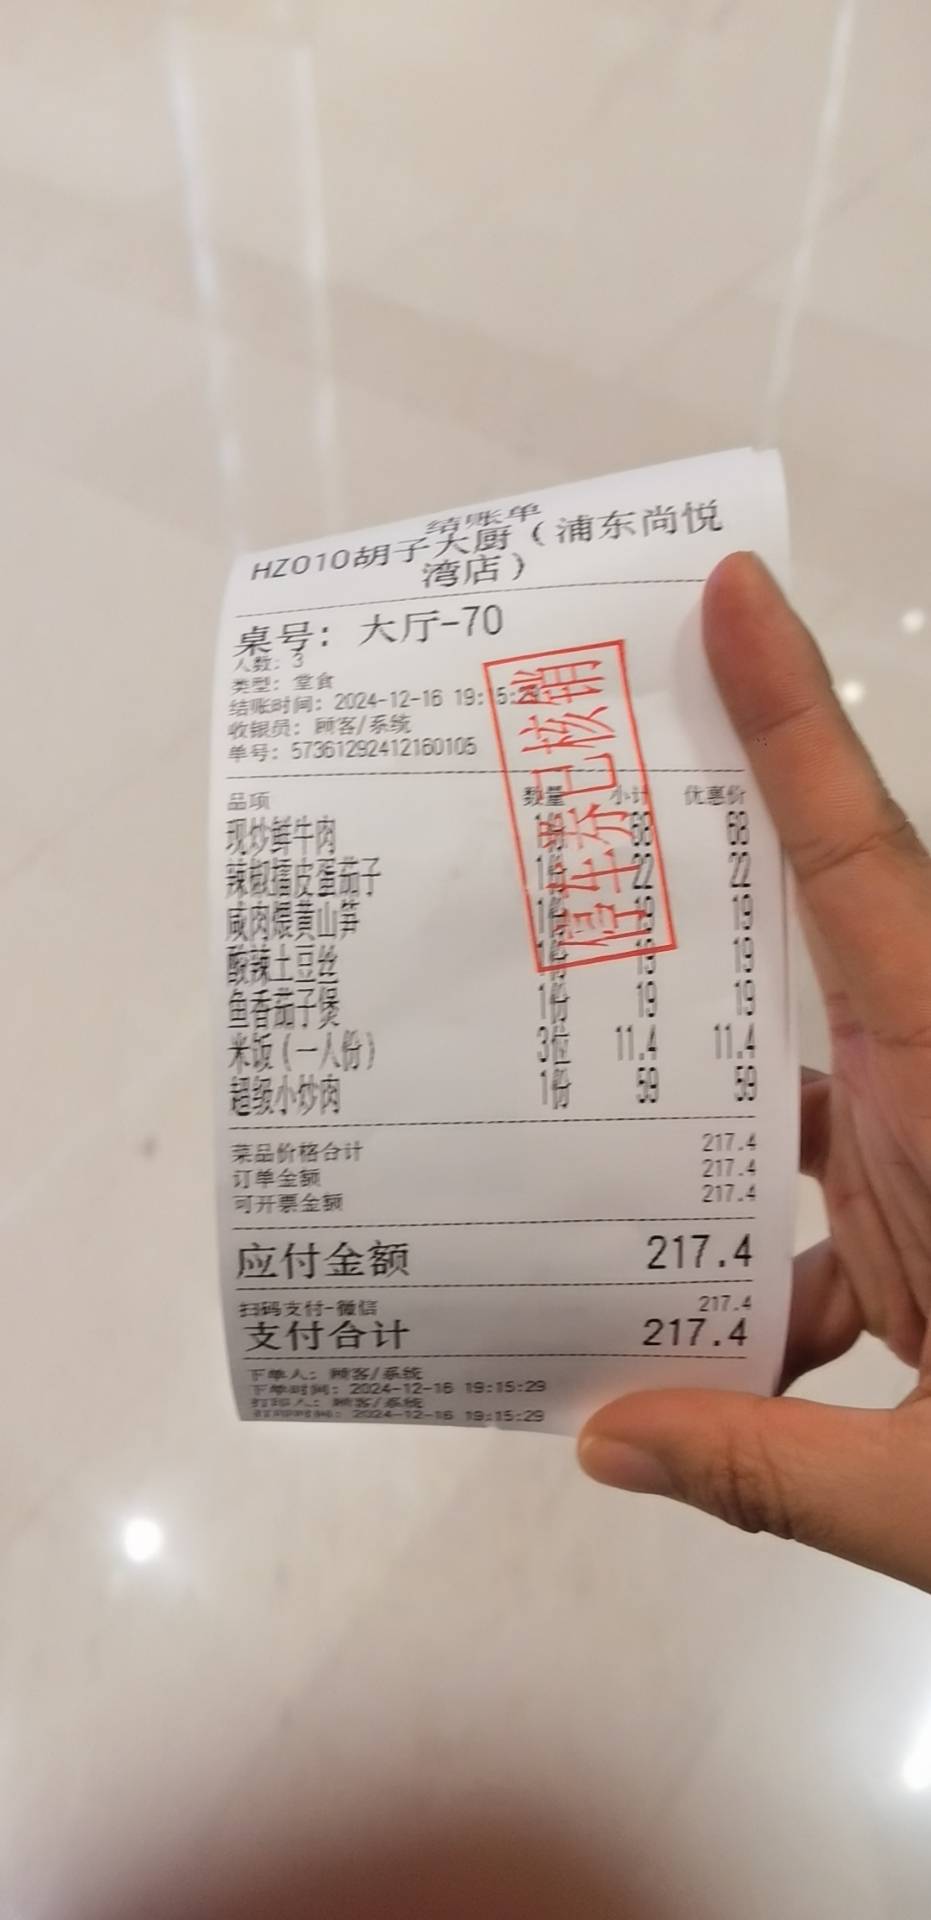 结账单
HZ010胡子大厨（浦东尚悦
湾店）
桌号：大厅-70
人数：3
类型：堂食
结账时间：2024-12-16 19:15:29
收银员：顾客/系统
单号：57361292412160105
品项 数量 小计 优惠价
现炒鲜牛肉 1份 68 68
辣椒擂皮蛋茄子 1份 22 22
咸肉煨黄山笋 1份 19 19
酸辣土豆丝 1份 19 19
鱼香茄子煲 1份 19 19
米饭（一人份） 3位 11.4 11.4
超级小炒肉 1份 59 59
菜品价格合计 217.4
订单金额 217.4
可开票金额 217.4
应付金额 217.4
扫码支付-微信 217.4
支付合计 217.4
下单人：顾客/系统
下单时间：2024-12-16 19:15:29
打印人：顾客/系统
打印时间：2024-12-16 19:15:29
停车券已核销